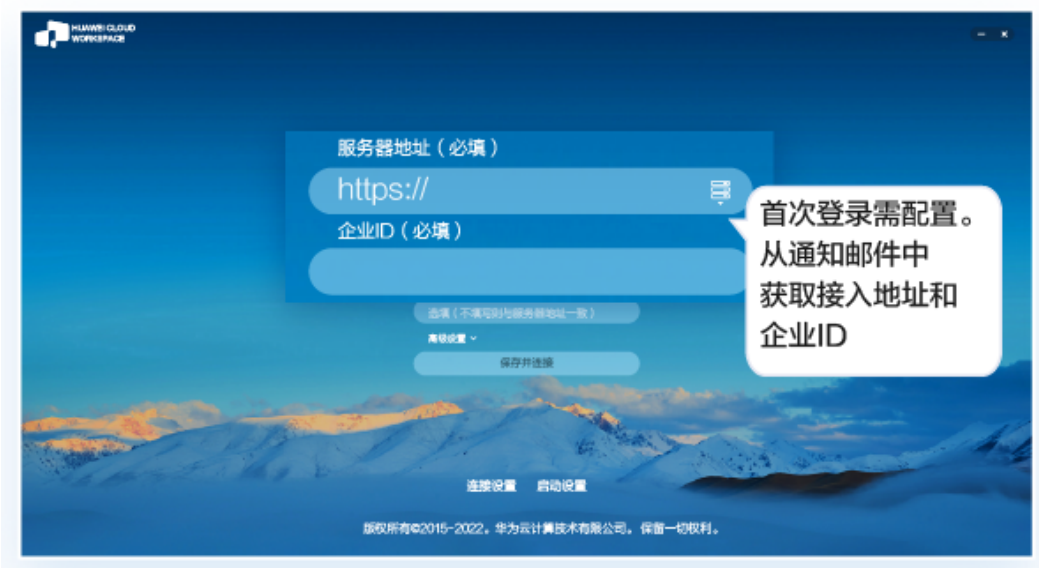 HUAWEI CLOUD
WORKSPACE
服务器地址（必填）
https://
企业ID（必填）
首次登录需配置。
从通知邮件中
获取接入地址和
企业ID
选填（不填写则与服务器地址一致）
高级设置
保存并连接
连接设置 启动设置
版权所有©2015-2022。华为云计算技术有限公司。保留一切权利。